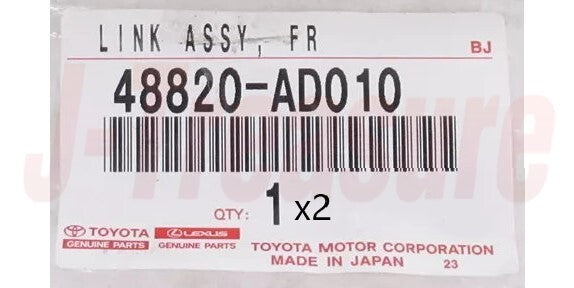 LINK ASSY, FR
BJ
48820-AD010
J-Treasure
QTY: 1 x2
TOYOTA LEXUS
GENUINE PARTS GENUINE PARTS
TOYOTA MOTOR CORPORATION
MADE IN JAPAN 23